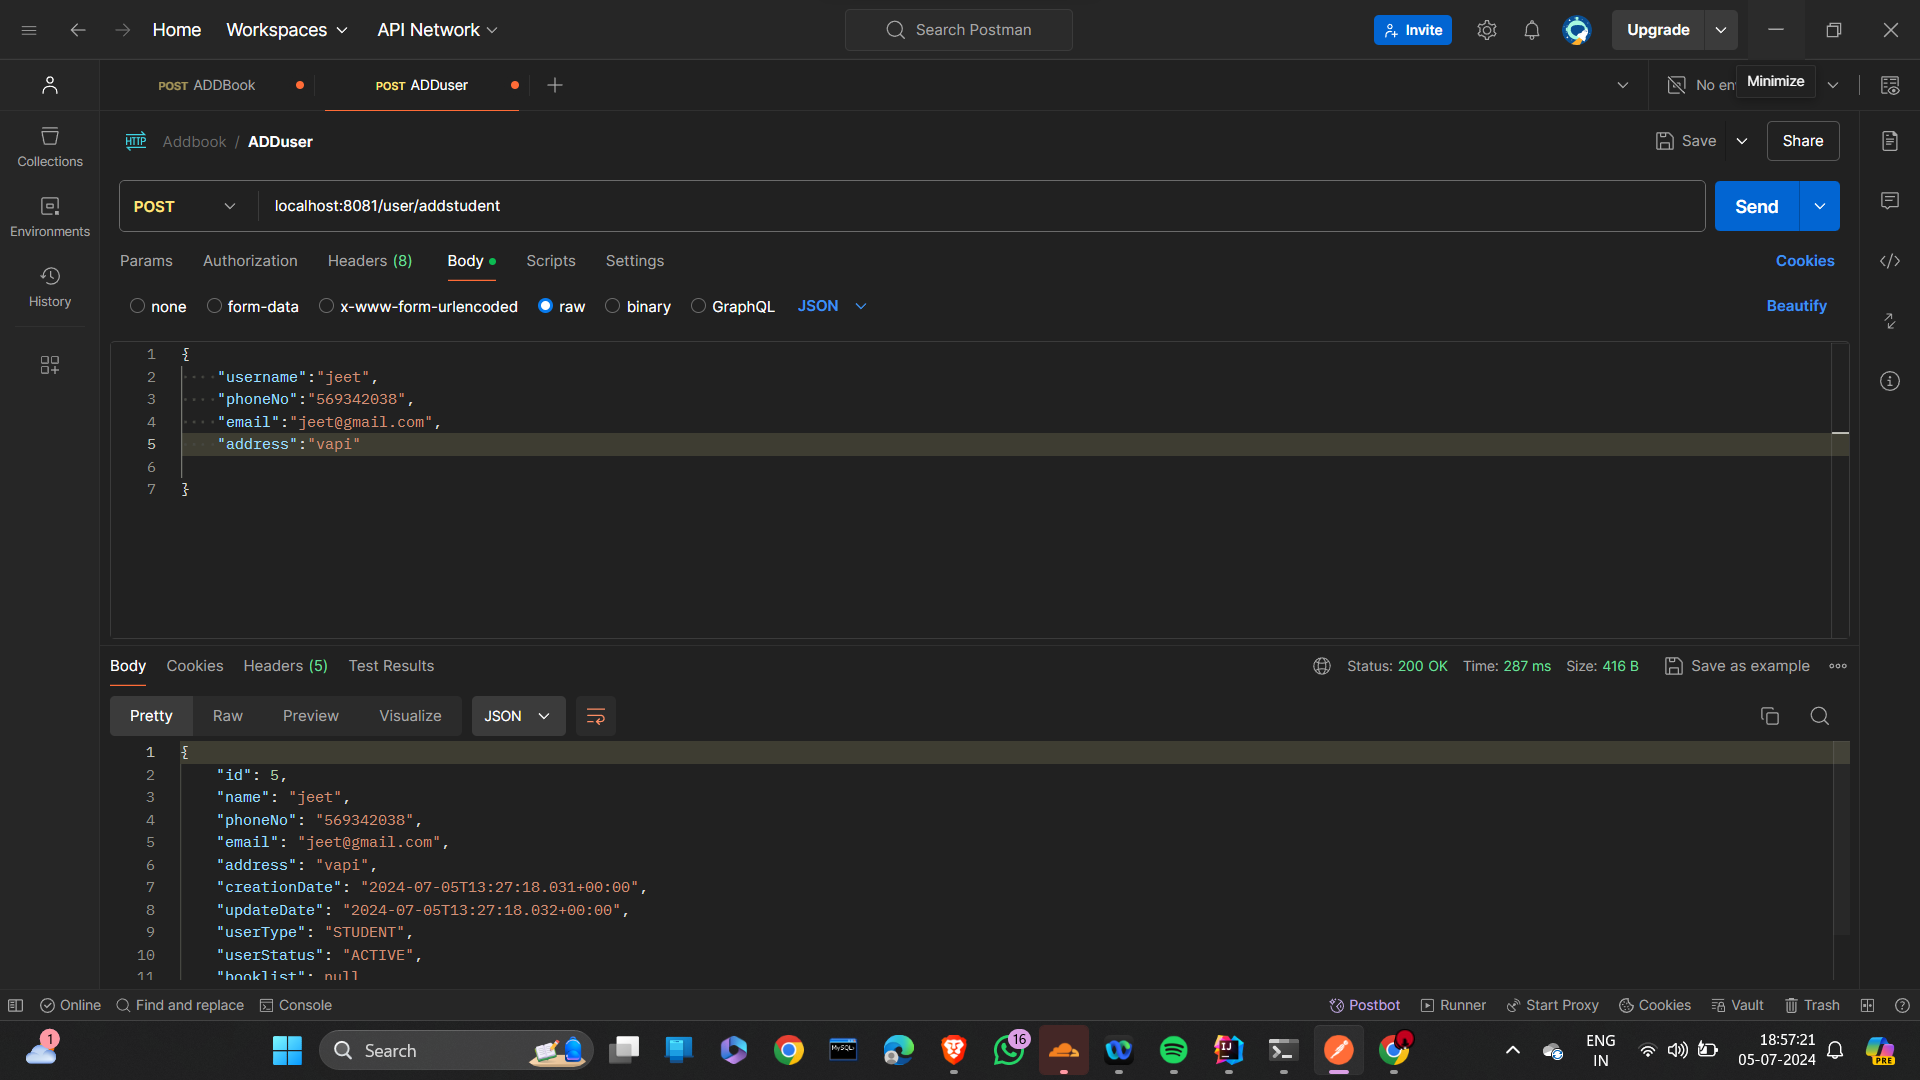 Home
Workspaces
API Network
Search Postman
Invite
Upgrade
POST ADDBook
POST ADDuser
No en
Minimize
HTTP
Addbook / ADDuser
Save
Share
Collections
Environments
History
POST
localhost:8081/user/addstudent
Send
Params
Authorization
Headers (8)
Body
Scripts
Settings
Cookies
none
form-data
x-www-form-urlencoded
raw
binary
GraphQL
JSON
Beautify
1 {
2 "username":"jeet",
3 "phoneNo":"569342038",
4 "email":"jeet@gmail.com",
5 "address":"vapi"
6
7 }
Body
Cookies
Headers (5)
Test Results
Status: 200 OK
Time: 287 ms
Size: 416 B
Save as example
Pretty
Raw
Preview
Visualize
JSON
1 {
2 "id": 5,
3 "name": "jeet",
4 "phoneNo": "569342038",
5 "email": "jeet@gmail.com",
6 "address": "vapi",
7 "creationDate": "2024-07-05T13:27:18.031+00:00",
8 "updateDate": "2024-07-05T13:27:18.032+00:00",
9 "userType": "STUDENT",
10 "userStatus": "ACTIVE",
11 "booklist": null
Online
Find and replace
Console
Postbot
Runner
Start Proxy
Cookies
Vault
Trash
1
Search
MySQL
16
ENG
IN
18:57:21
05-07-2024
PRE